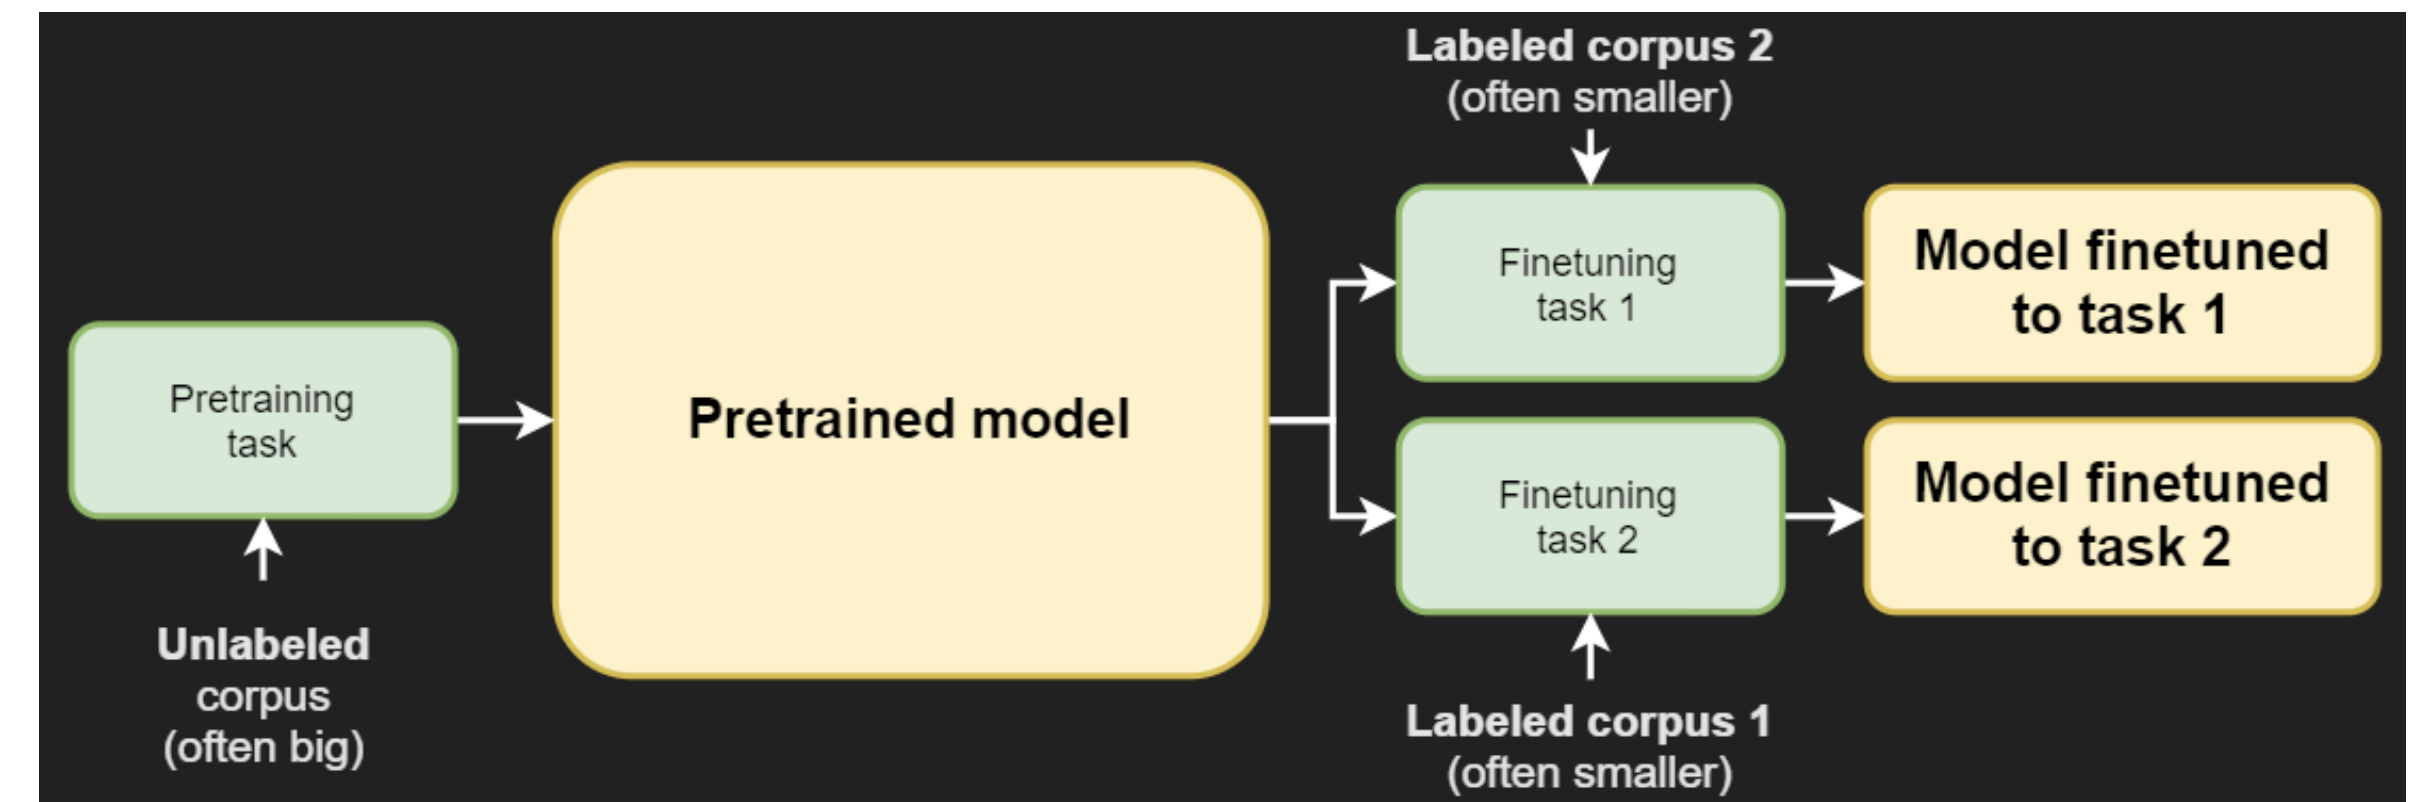 Labeled corpus 2
(often smaller)
Pretraining
task
Unlabeled
corpus
(often big)
Pretrained model
Finetuning
task 1
Model finetuned
to task 1
Finetuning
task 2
Model finetuned
to task 2
Labeled corpus 1
(often smaller)